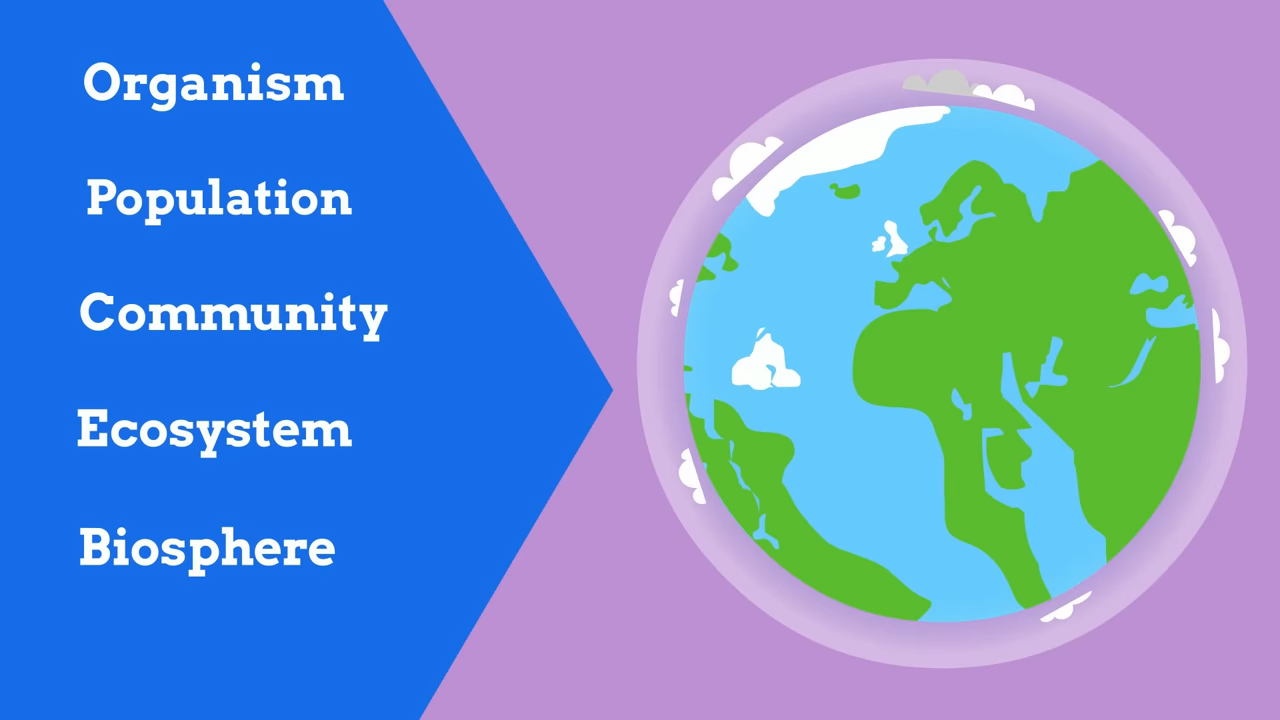 Organism
Population
Community
Ecosystem
Biosphere